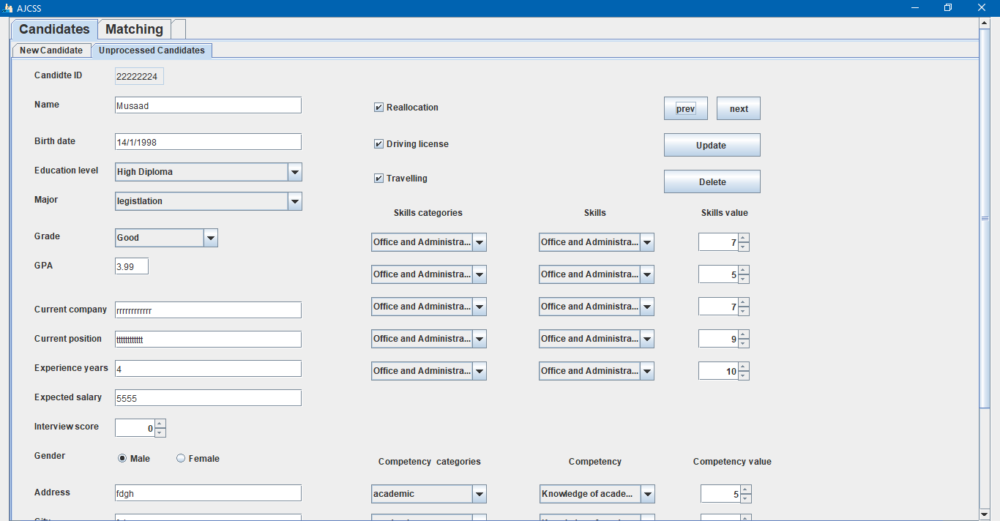 AJCSS
Candidates Matching
New Candidate Unprocessed Candidates
Candidte ID 22222224
Name Musaad Reallocation prev next
Birth date 14/1/1998 Driving license Update
Education level High Diploma Travelling Delete
Major legistlation Skills categories Skills Skills value
Grade Good Office and Administra... Office and Administra... 7
GPA 3.99 Office and Administra... Office and Administra... 5
Current company rrrrrrrrrrrr Office and Administra... Office and Administra... 7
Current position Office and Administra... Office and Administra... 9
Experience years 4 Office and Administra... Office and Administra... 10
Expected salary 5555
Interview score 0
Gender Male Female Competency categories Competency Competency value
Address fdgh academic Knowledge of acade... 5